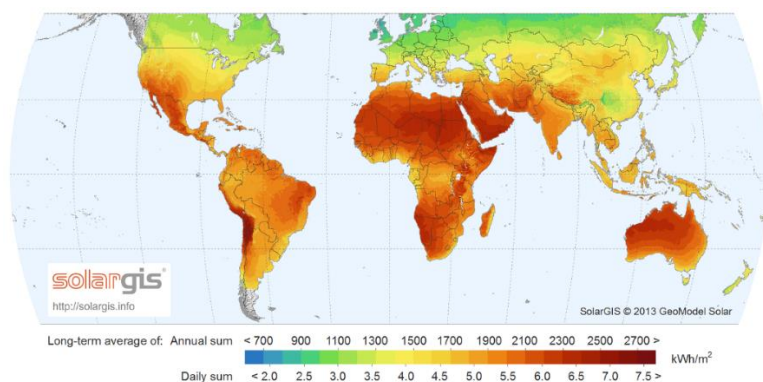 solargis
http://solargis.info
SolarGIS © 2013 GeoModel Solar
Long-term average of: Annual sum < 700 900 1100 1300 1500 1700 1900 2100 2300 2500 2700 > kWh/m²
Daily sum < 2.0 2.5 3.0 3.5 4.0 4.5 5.0 5.5 6.0 6.5 7.0 7.5 >